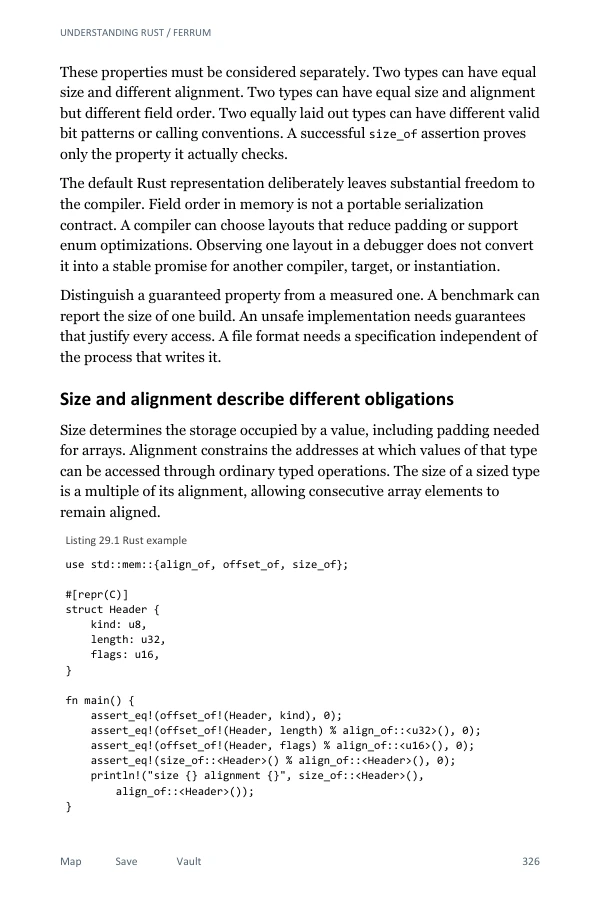 UNDERSTANDING RUST / FERRUM
These properties must be considered separately. Two types can have equal
size and different alignment. Two types can have equal size and alignment
but different field order. Two equally laid out types can have different valid
bit patterns or calling conventions. A successful size_of assertion proves
only the property it actually checks.
The default Rust representation deliberately leaves substantial freedom to
the compiler. Field order in memory is not a portable serialization
contract. A compiler can choose layouts that reduce padding or support
enum optimizations. Observing one layout in a debugger does not convert
it into a stable promise for another compiler, target, or instantiation.
Distinguish a guaranteed property from a measured one. A benchmark can
report the size of one build. An unsafe implementation needs guarantees
that justify every access. A file format needs a specification independent of
the process that writes it.
Size and alignment describe different obligations
Size determines the storage occupied by a value, including padding needed
for arrays. Alignment constrains the addresses at which values of that type
can be accessed through ordinary typed operations. The size of a sized type
is a multiple of its alignment, allowing consecutive array elements to
remain aligned.
Listing 29.1 Rust example
use std::mem::{align_of, offset_of, size_of};
#[repr(C)]
struct Header {
    kind: u8,
    length: u32,
    flags: u16,
}
fn main() {
    assert_eq!(offset_of!(Header, kind), 0);
    assert_eq!(offset_of!(Header, length) % align_of::<u32>(), 0);
    assert_eq!(offset_of!(Header, flags) % align_of::<u16>(), 0);
    assert_eq!(size_of::<Header>() % align_of::<Header>(), 0);
    println!("size {} alignment {}", size_of::<Header>(),
        align_of::<Header>());
}
Map Save Vault 326